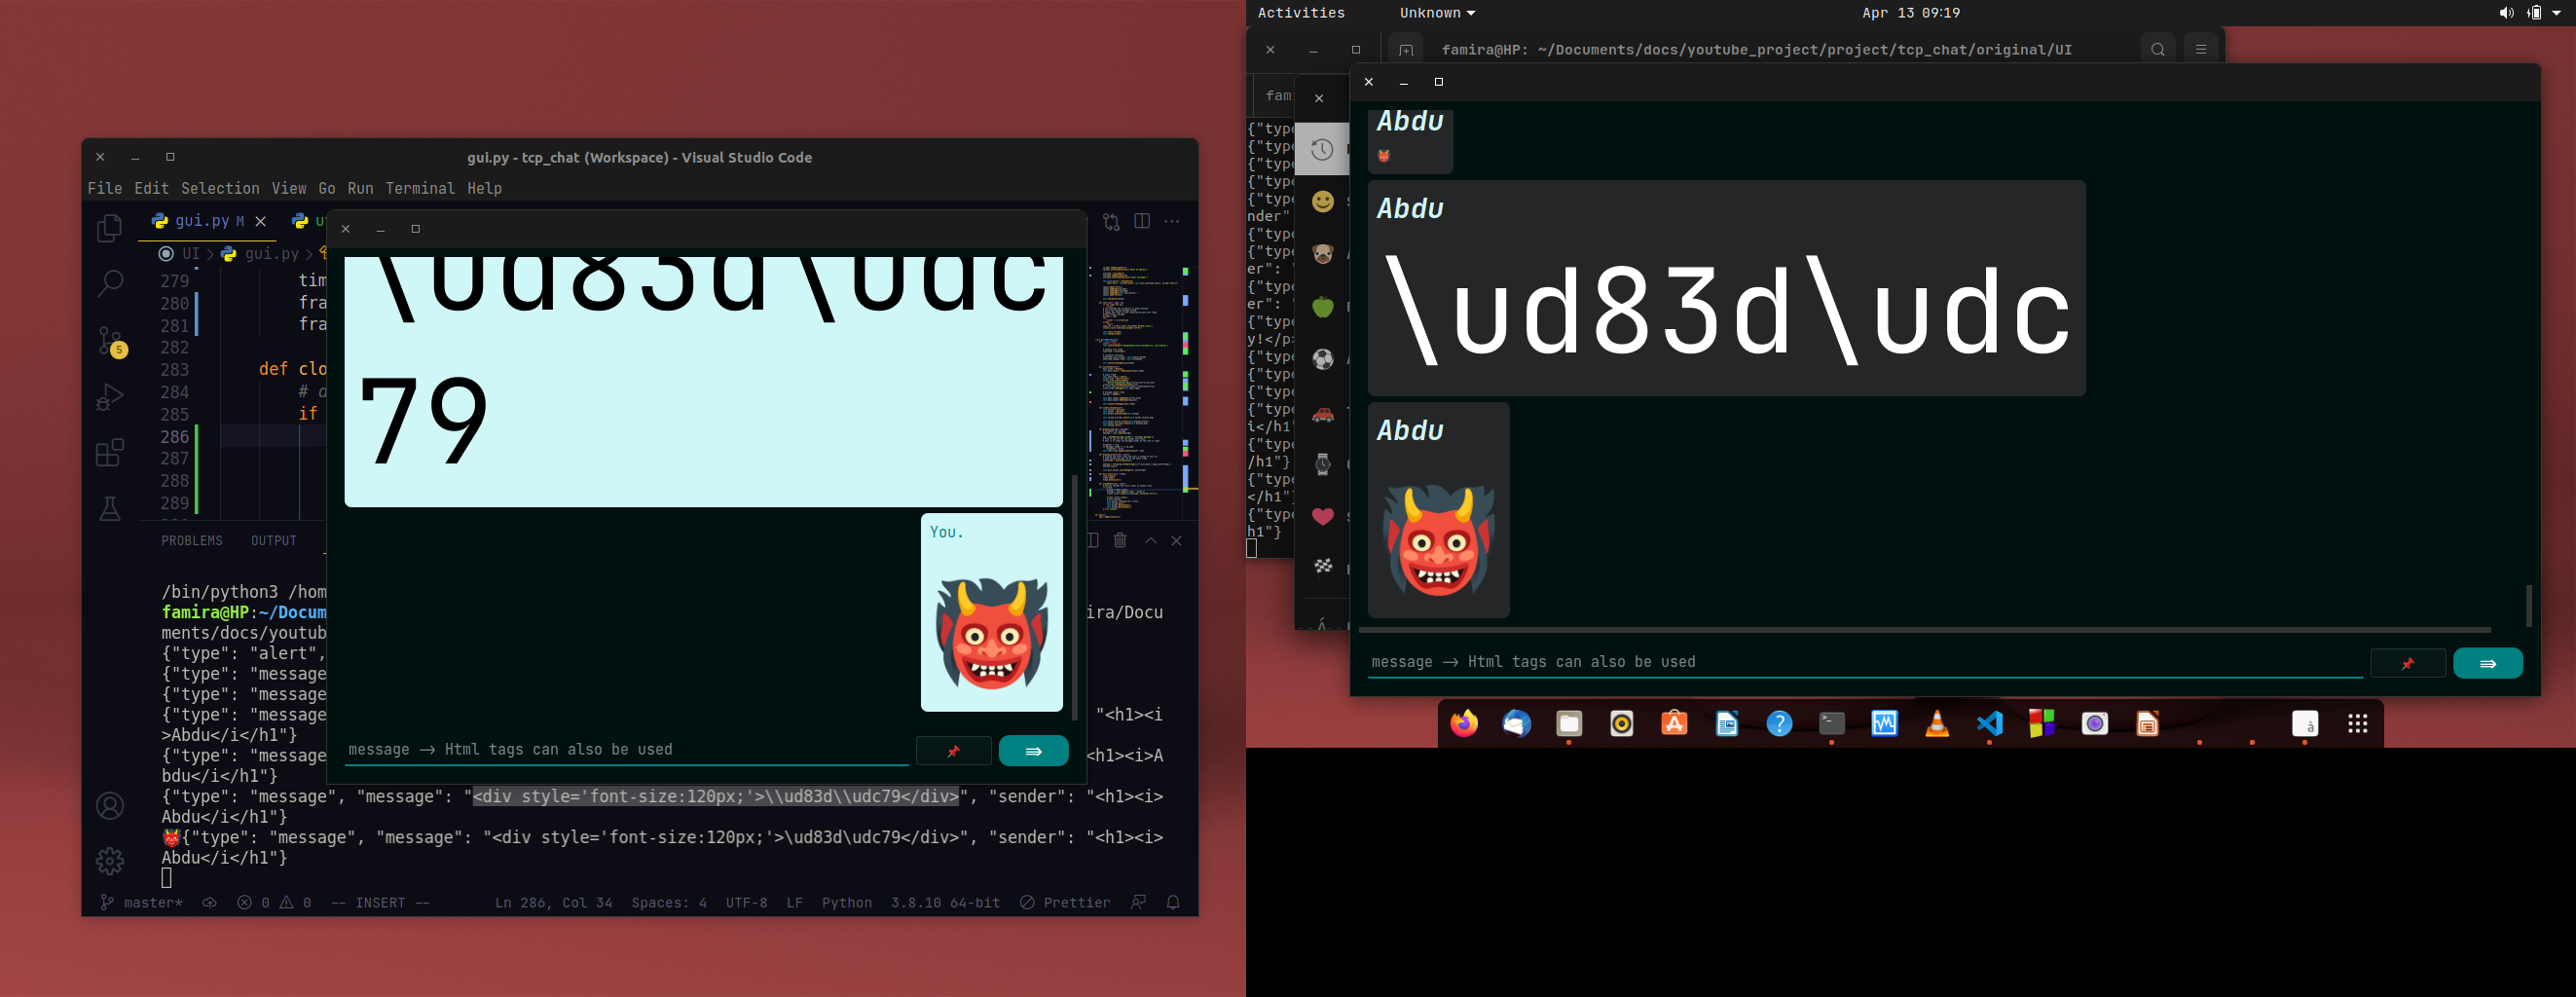 Activities
Unknown
Apr 13 09:19
famira@HP: ~/Documents/docs/youtube_project/project/tcp_chat/original/UI
gui.py - tcp_chat (Workspace) - Visual Studio Code
File Edit Selection View Go Run Terminal Help
gui.py M
UI > gui.py >
279
280
281
282
283 def clo
284
285 if
286
287
288
289
5
PROBLEMS OUTPUT
/bin/python3 /hom
famira@HP:~/Docum
ira/Docu
ments/docs/youtub
{"type": "alert",
{"type": "message
{"type": "message
{"type": "message
"<h1><i
>Abdu</i></h1"}
{"type": "message
<h1><i>A
bdu</i></h1"}
{"type": "message", "message": "<div style='font-size:120px;'>\\ud83d\\udc79</div>", "sender": "<h1><i>
Abdu</i></h1"}
👹{"type": "message", "message": "<div style='font-size:120px;'>\ud83d\udc79</div>", "sender": "<h1><i>
Abdu</i></h1"}
master* 0 0 -- INSERT -- Ln 286, Col 34 Spaces: 4 UTF-8 LF Python 3.8.10 64-bit Prettier
\ud83d\udc
79
You.
👹
message → Html tags can also be used
{"type
{"type
{"type
{"type
{"type
nder"
{"type
{"type
er": "
{"type
er": "
{"type
y!</p>
{"type
{"type
{"type
{"type
i</h1"
{"type
/h1"}
{"type
</h1"
{"type
h1"}
Abdu
👹
Abdu
\ud83d\udc
Abdu
👹
message → Html tags can also be used